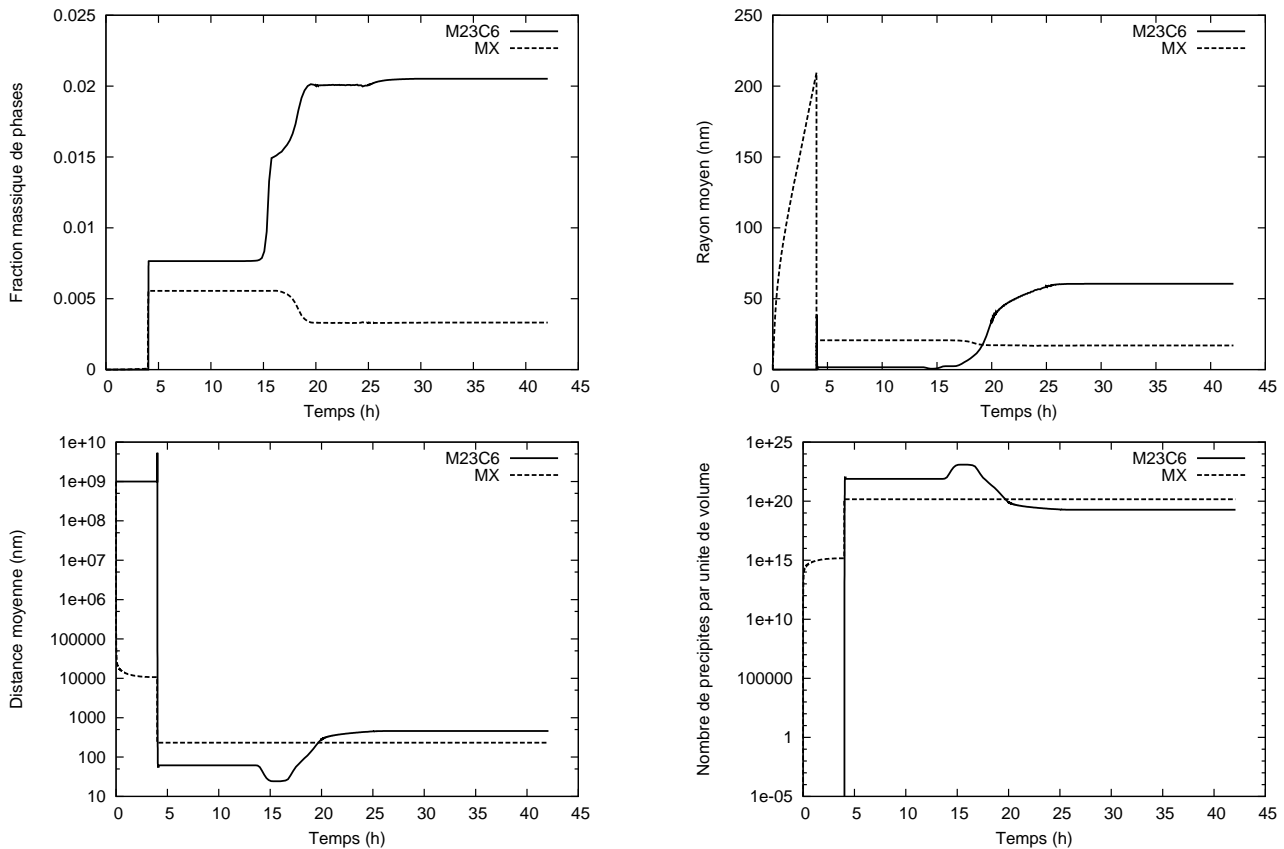 0.025
M23C6
MX
0.02
0.015
0.01
0.005
0
Fraction massique de phases
0 5 10 15 20 25 30 35 40 45
Temps (h)
250
M23C6
MX
200
150
100
50
0
Rayon moyen (nm)
0 5 10 15 20 25 30 35 40 45
Temps (h)
1e+10
M23C6
MX
1e+09
1e+08
1e+07
1e+06
100000
10000
1000
100
10
Distance moyenne (nm)
0 5 10 15 20 25 30 35 40 45
Temps (h)
1e+25
M23C6
MX
1e+20
1e+15
1e+10
100000
1
1e-05
Nombre de precipites par unite de volume
0 5 10 15 20 25 30 35 40 45
Temps (h)